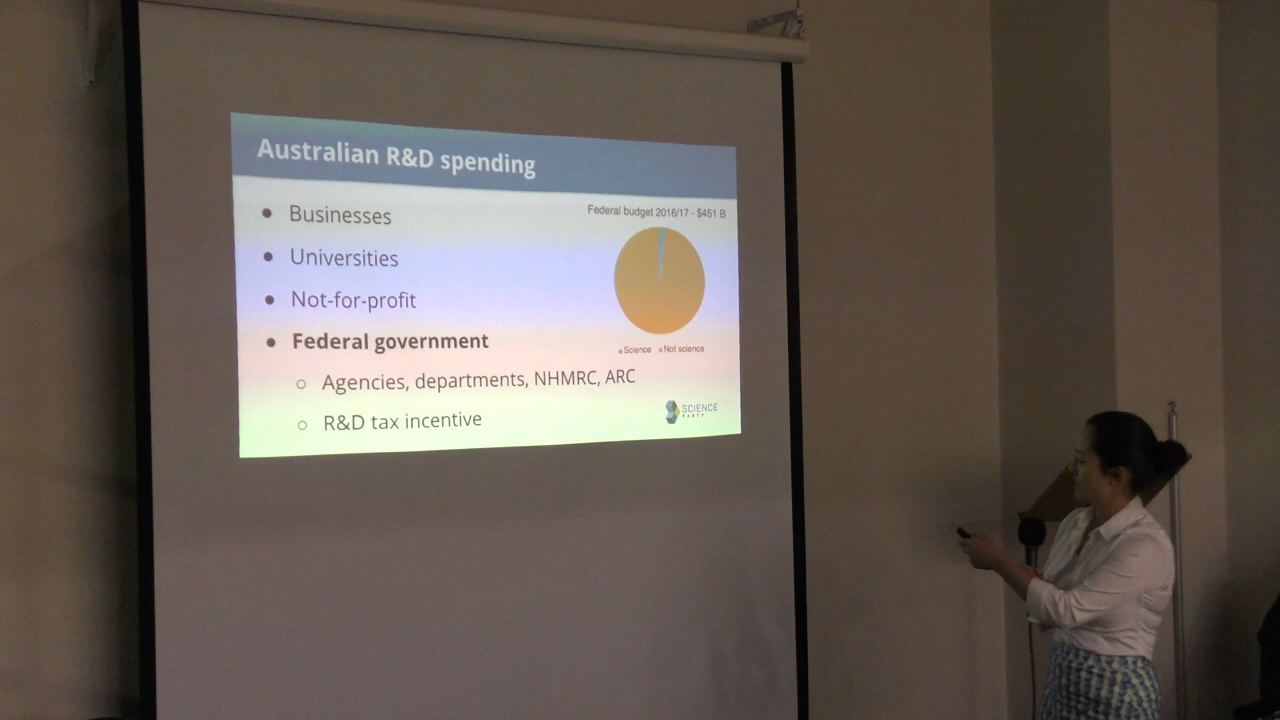 Australian R&D spending
● Businesses
● Universities
● Not-for-profit
● Federal government
○ Agencies, departments, NHMRC, ARC
○ R&D tax incentive
Federal budget 2016/17 - $451 B
Science Not science
SCIENCE
PARTY